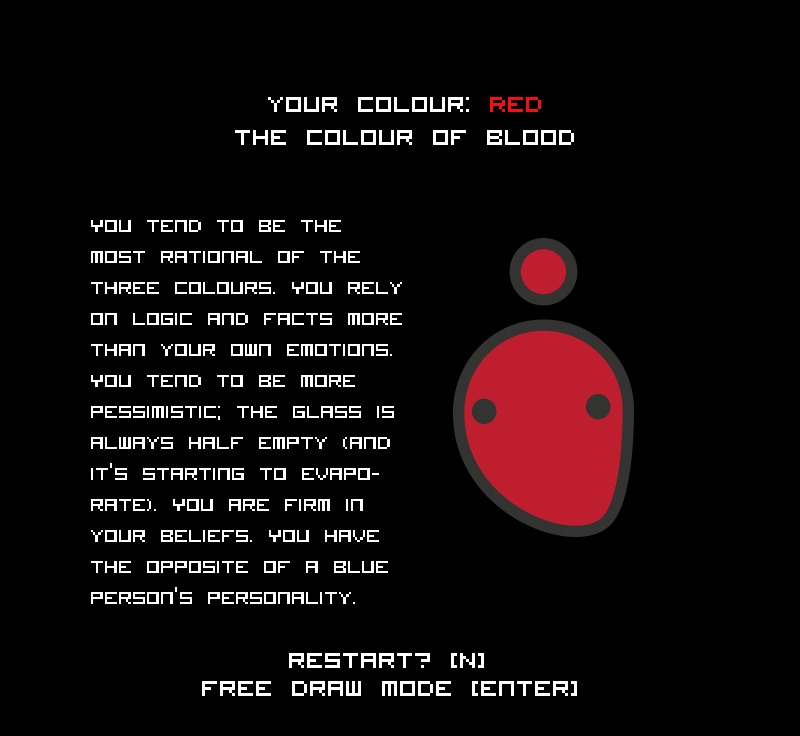 YOUR COLOUR: RED
THE COLOUR OF BLOOD
YOU TEND TO BE THE
MOST RATIONAL OF THE
THREE COLOURS. YOU RELY
ON LOGIC AND FACTS MORE
THAN YOUR OWN EMOTIONS.
YOU TEND TO BE MORE
PESSIMISTIC; THE GLASS IS
ALWAYS HALF EMPTY (AND
IT'S STARTING TO EVAPO-
RATE). YOU ARE FIRM IN
YOUR BELIEFS. YOU HAVE
THE OPPOSITE OF A BLUE
PERSON'S PERSONALITY.
RESTART? [N]
FREE DRAW MODE [ENTER]